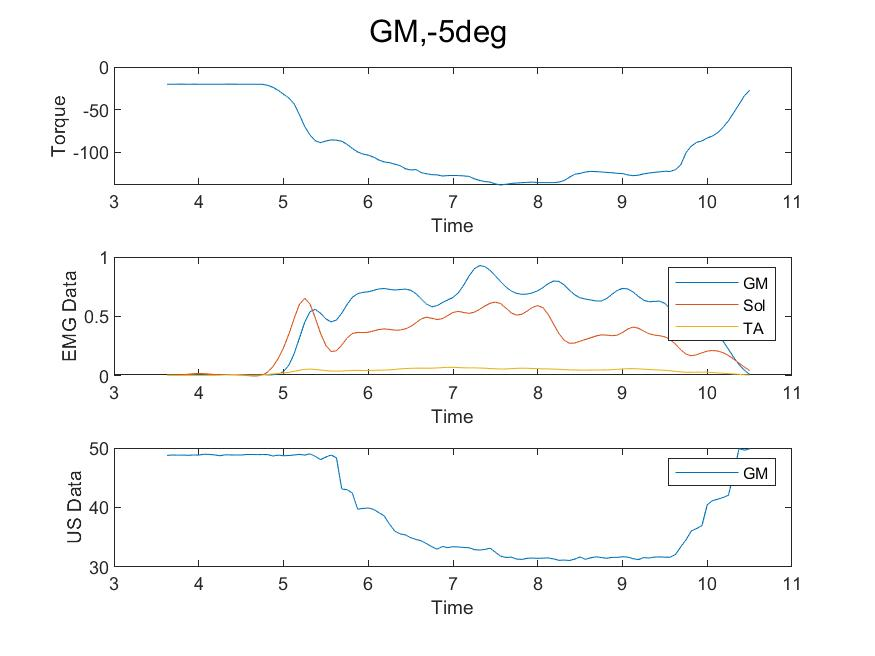 GM,-5deg
0
-50
-100
Torque
3 4 5 6 7 8 9 10 11
Time
1
0.5
0
EMG Data
GM
Sol
TA
3 4 5 6 7 8 9 10 11
Time
50
40
30
US Data
GM
3 4 5 6 7 8 9 10 11
Time